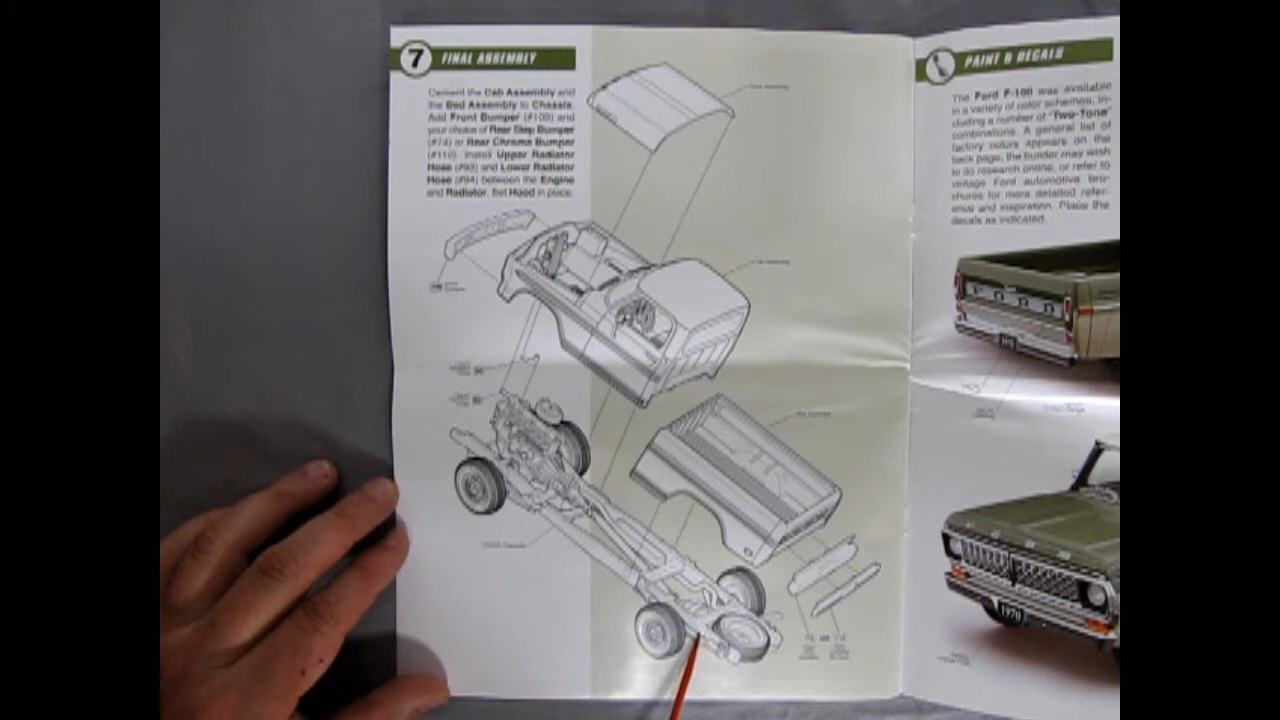 7 FINAL ASSEMBLY
Cement the Cab Assembly and
the Bed Assembly to Chassis.
Add Front Bumper (#109) and
your choice of Rear Step Bumper
(#74) or Rear Chrome Bumper
(#110). Install Upper Radiator
Hose (#93) and Lower Radiator
Hose (#94) between the Engine
and Radiator. Set Hood in place.
PAINT & DECALS
The Ford F-100 was available
in a variety of color schemes, in-
cluding a number of "Two-Tone"
combinations. A general list of
factory colors appears on the
back page, the builder may wish
to do research online, or refer to
vintage Ford automotive bro-
chures for more detailed refer-
ence and inspiration. Place the
decals as indicated.
FORD
1970